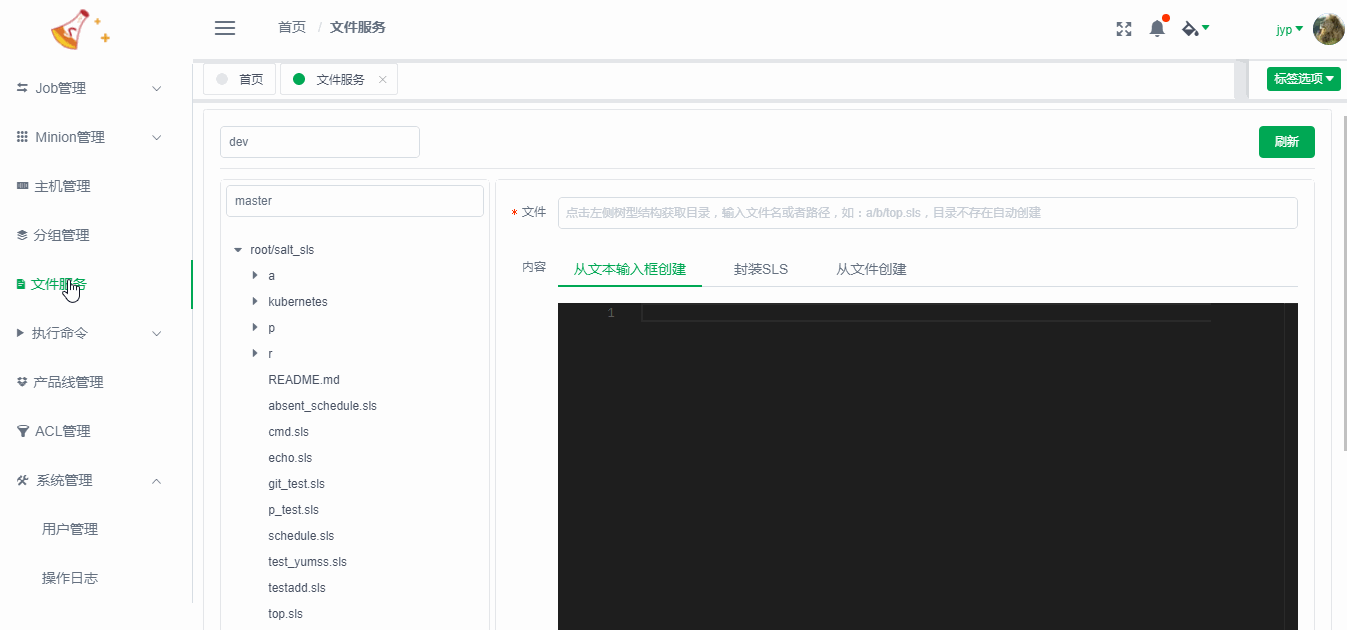 首页 / 文件服务
jyp
Job管理
Minion管理
主机管理
分组管理
文件服务
执行命令
产品线管理
ACL管理
系统管理
用户管理
操作日志
首页
文件服务
标签选项
dev
刷新
master
root/salt_sls
a
kubernetes
p
r
README.md
absent_schedule.sls
cmd.sls
echo.sls
git_test.sls
p_test.sls
schedule.sls
test_yumss.sls
testadd.sls
top.sls
* 文件
点击左侧树型结构获取目录，输入文件名或者路径，如：a/b/top.sls，目录不存在自动创建
内容
从文本输入框创建
封装SLS
从文件创建
1